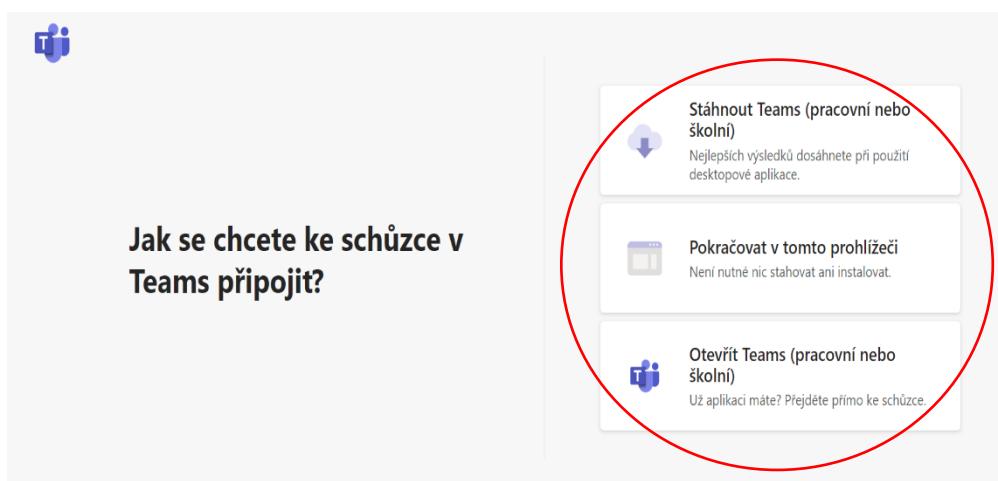 Jak se chcete ke schůzce v
Teams připojit?
Stáhnout Teams (pracovní nebo
školní)
Nejlepších výsledků dosáhnete při použití
desktopové aplikace.
Pokračovat v tomto prohlížeči
Není nutné nic stahovat ani instalovat.
Otevřít Teams (pracovní nebo
školní)
Už aplikaci máte? Přejděte přímo ke schůzce.